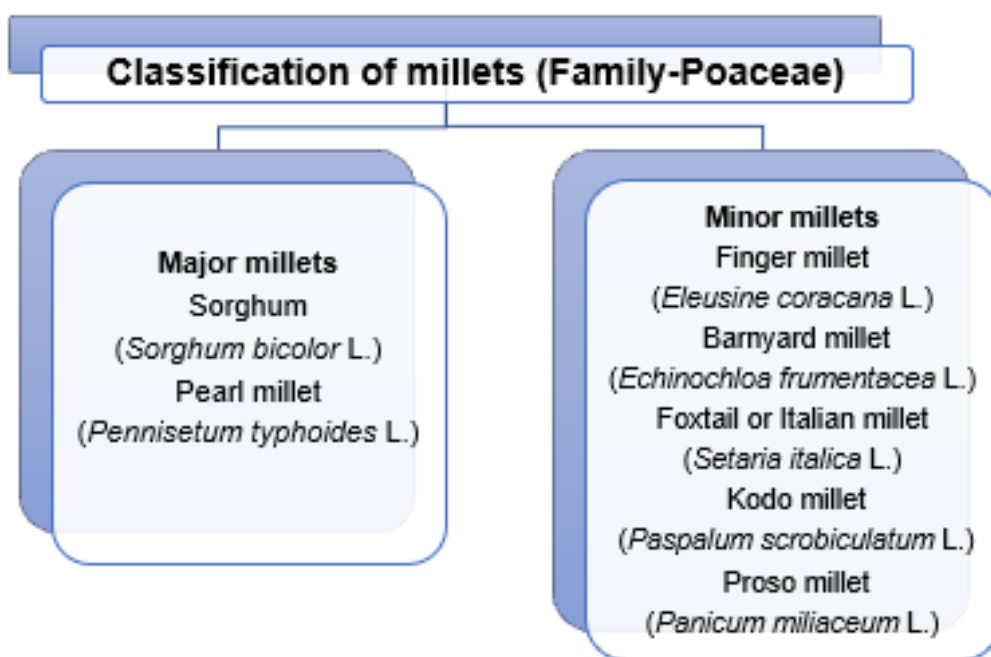 Classification of millets (Family-Poaceae)
Major millets
Sorghum
(Sorghum bicolor L.)
Pearl millet
(Pennisetum typhoides L.)
Minor millets
Finger millet
(Eleusine coracana L.)
Barnyard millet
(Echinochloa frumentacea L.)
Foxtail or Italian millet
(Setaria italica L.)
Kodo millet
(Paspalum scrobiculatum L.)
Proso millet
(Panicum miliaceum L.)